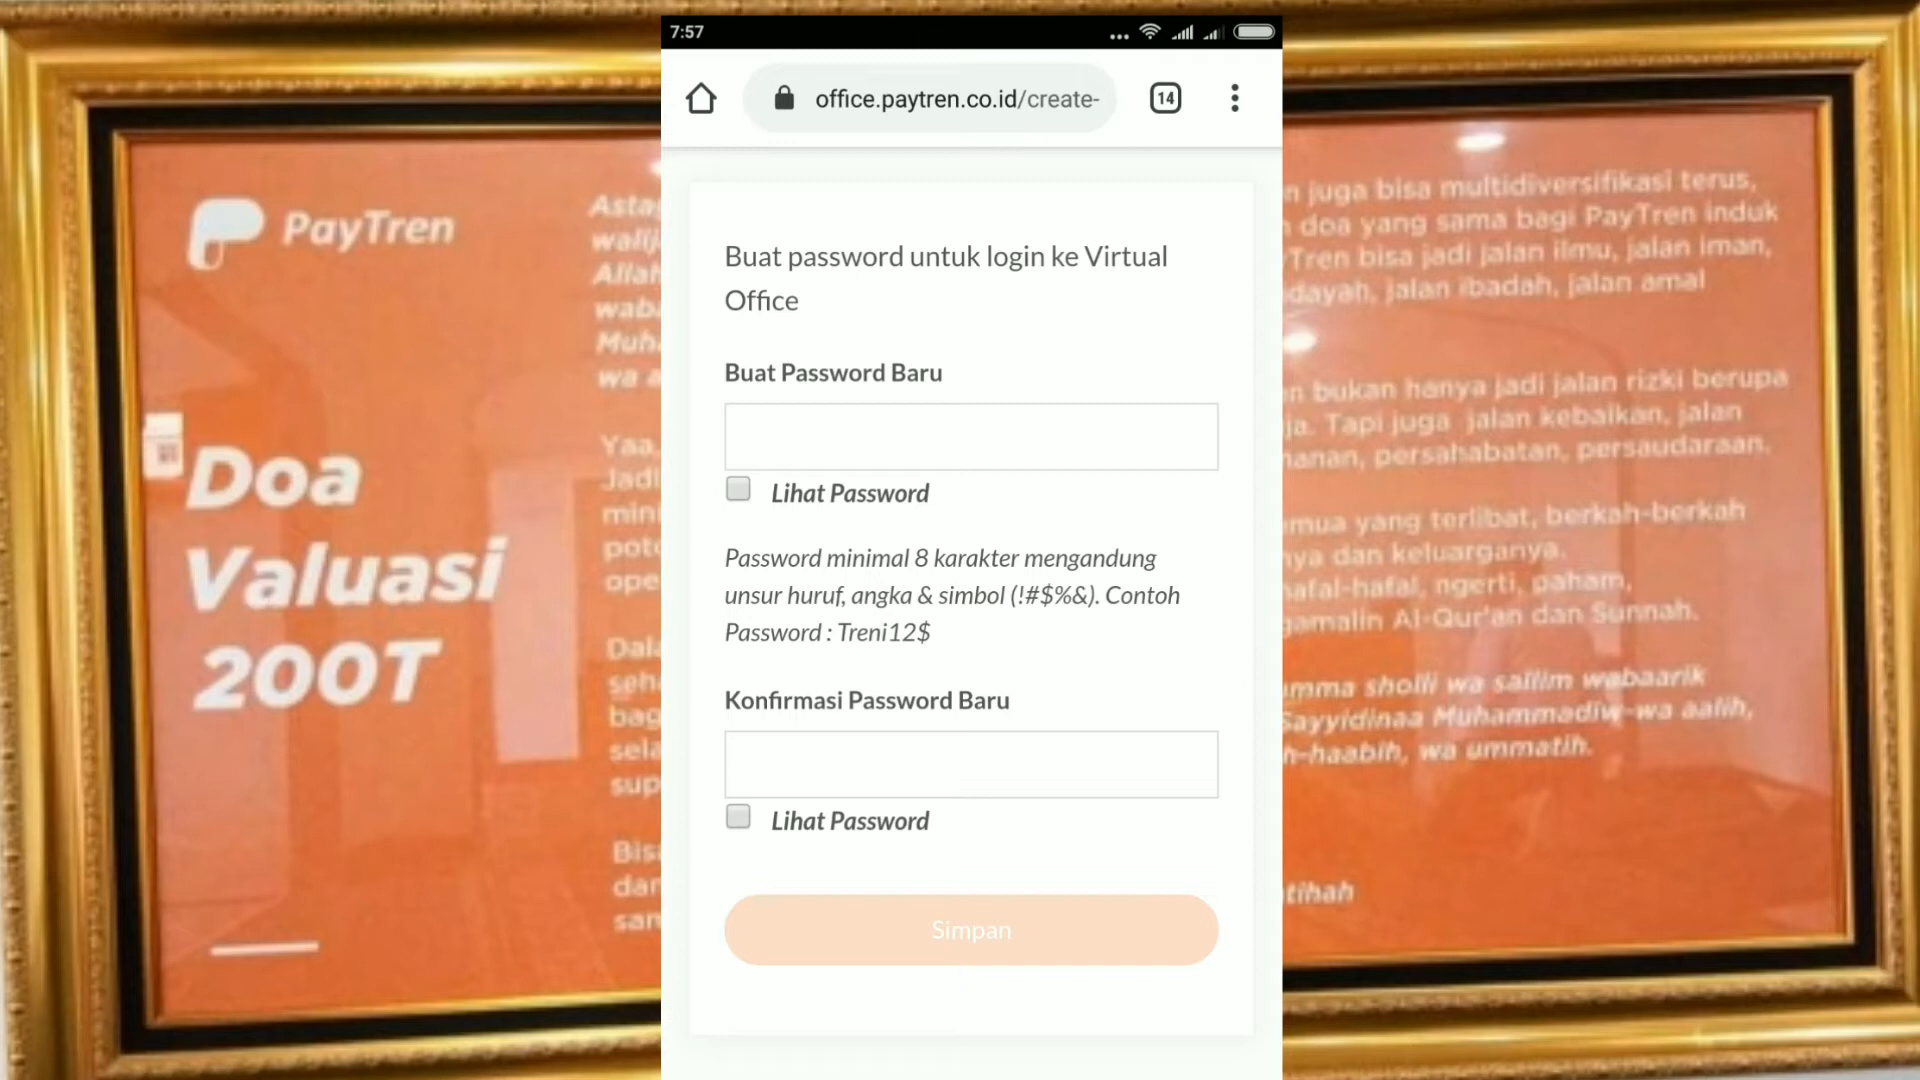 PayTren
Doa
Valuasi
200T
Yaa,
7:57
office.paytren.co.id/create-
14
Buat password untuk login ke Virtual
Office
Buat Password Baru
Lihat Password
Password minimal 8 karakter mengandung
unsur huruf, angka & simbol (!#$%&). Contoh
Password : Treni12$
Konfirmasi Password Baru
Lihat Password
Simpan
juga bisa multidiversifikasi terus,
doa yang sama bagi PayTren induk
Tren bisa jadi jalan ilmu, jalan iman,
dayah, jalan ibadah, jalan amal
bukan hanya jadi jalan rizki berupa
ja. Tapi juga jalan kebaikan, jalan
anan, persahabatan, persaudaraan.
mua yang terlibat, berkah-berkah
nya dan keluarganya.
hafal-hafal, ngerti, paham,
gamalin Al-Qur'an dan Sunnah.
mma sholli wa sallim wabaarik
Sayyidinaa Muhammadiw-wa aalih,
h-haabih, wa ummatih.
tihah